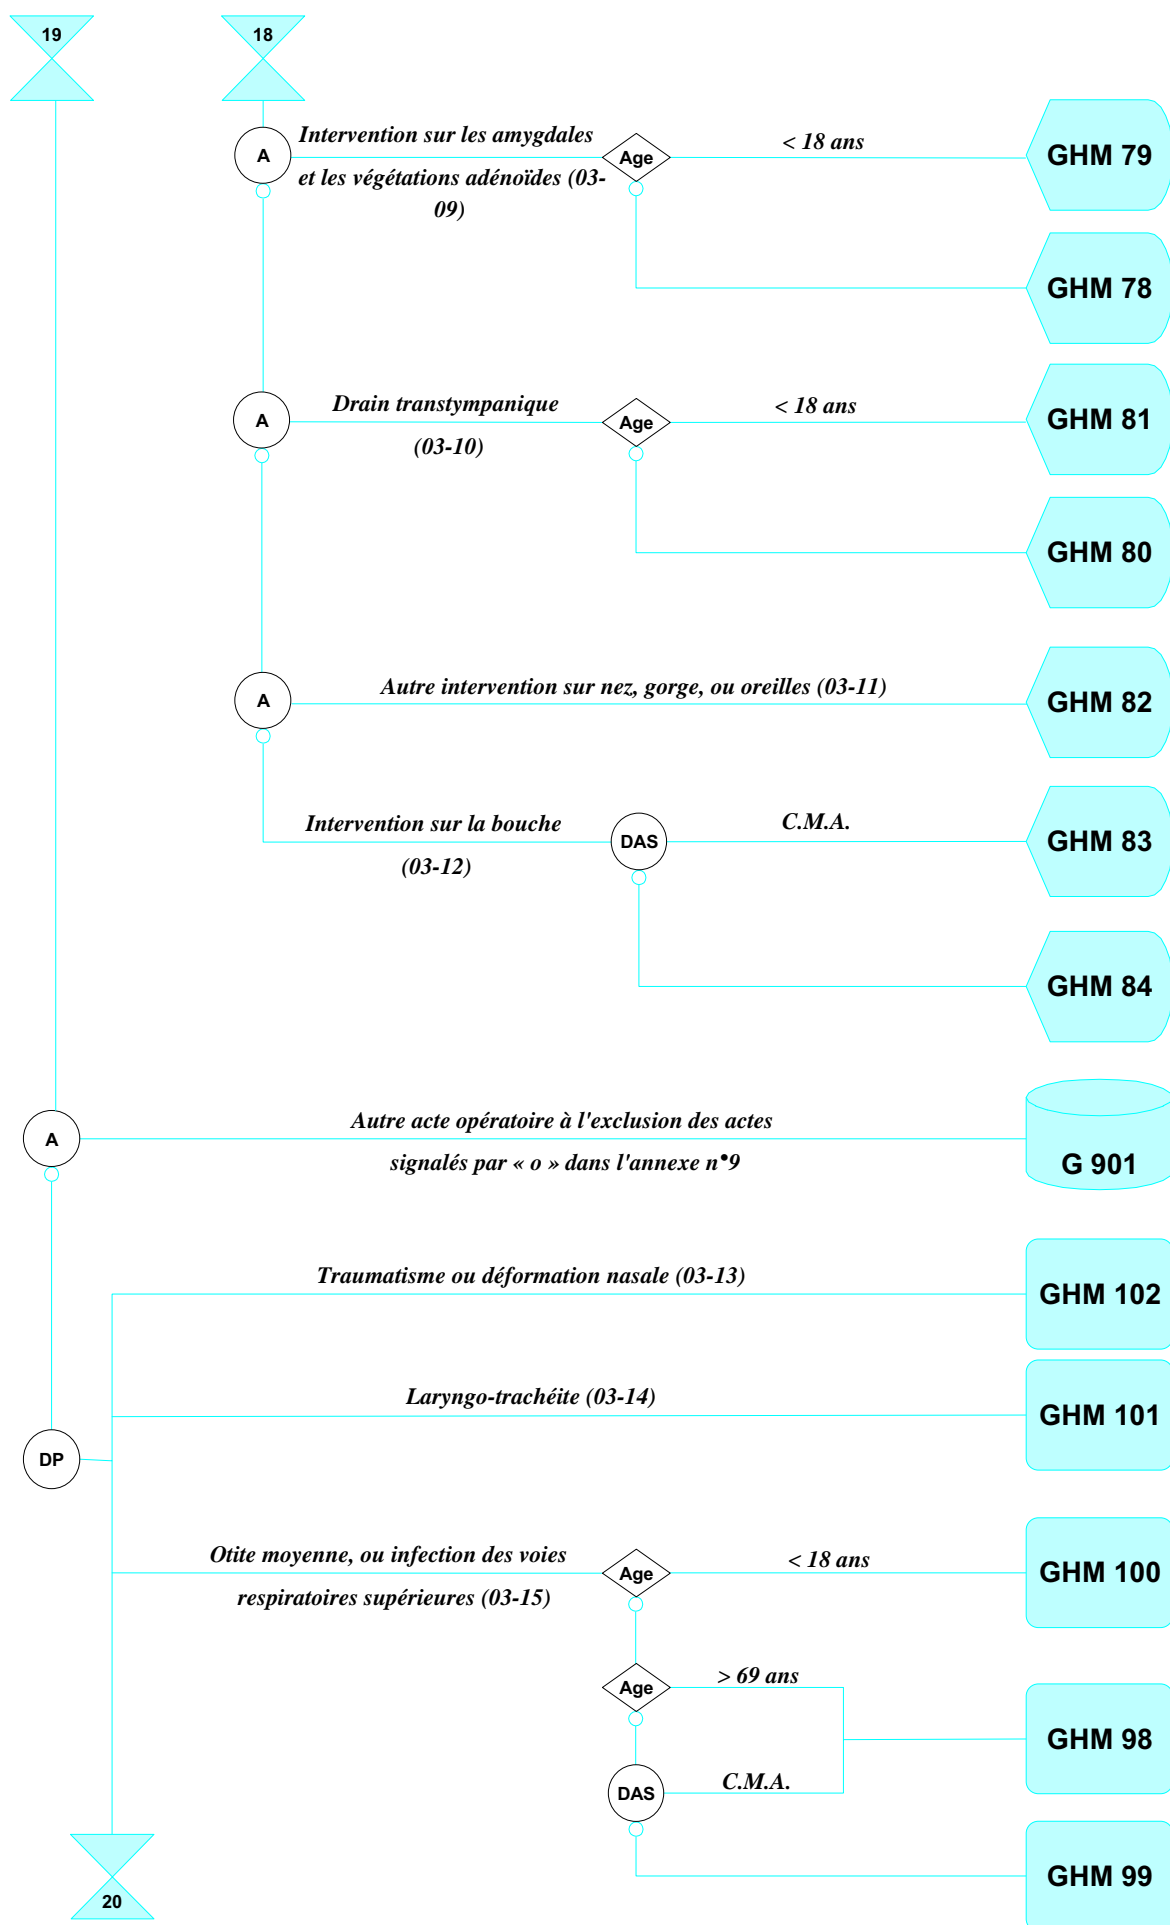 19
18
A
Intervention sur les amygdales
et les végétations adénoïdes (03-
09)
Age
< 18 ans
GHM 79
GHM 78
A
Drain transtympanique
(03-10)
Age
< 18 ans
GHM 81
GHM 80
A
Autre intervention sur nez, gorge, ou oreilles (03-11)
GHM 82
Intervention sur la bouche
(03-12)
DAS
C.M.A.
GHM 83
GHM 84
A
Autre acte opératoire à l'exclusion des actes
signalés par « o » dans l'annexe n°9
G 901
Traumatisme ou déformation nasale (03-13)
GHM 102
Laryngo-trachéite (03-14)
GHM 101
DP
Otite moyenne, ou infection des voies
respiratoires supérieures (03-15)
Age
< 18 ans
GHM 100
Age
> 69 ans
GHM 98
DAS
C.M.A.
GHM 99
20